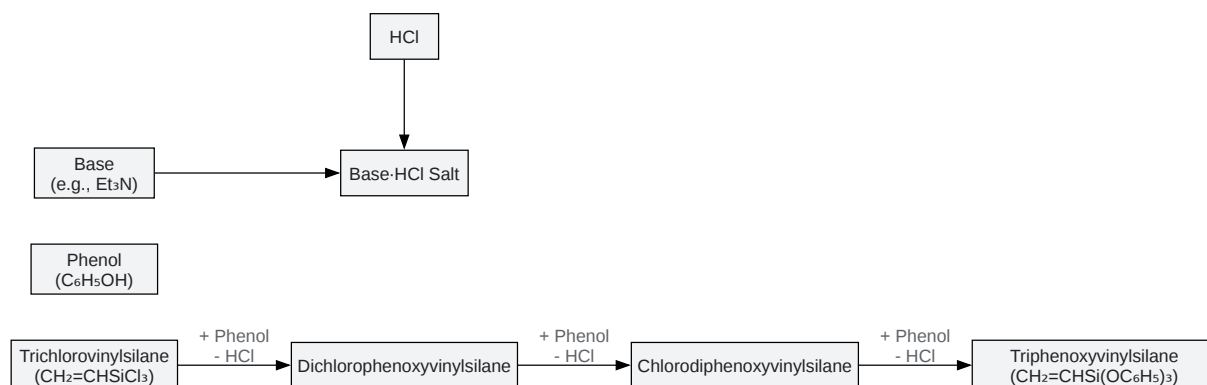 HCl
Base
(e.g., Et₃N)
Base·HCl Salt
Phenol
(C₆H₅OH)
+ Phenol
- HCl
+ Phenol
- HCl
+ Phenol
- HCl
Trichlorovinylsilane
(CH₂=CHSiCl₃)
Dichlorophenoxyvinylsilane
Chlorodiphenoxyvinylsilane
Triphenoxyvinylsilane
(CH₂=CHSi(OC₆H₅)₃)